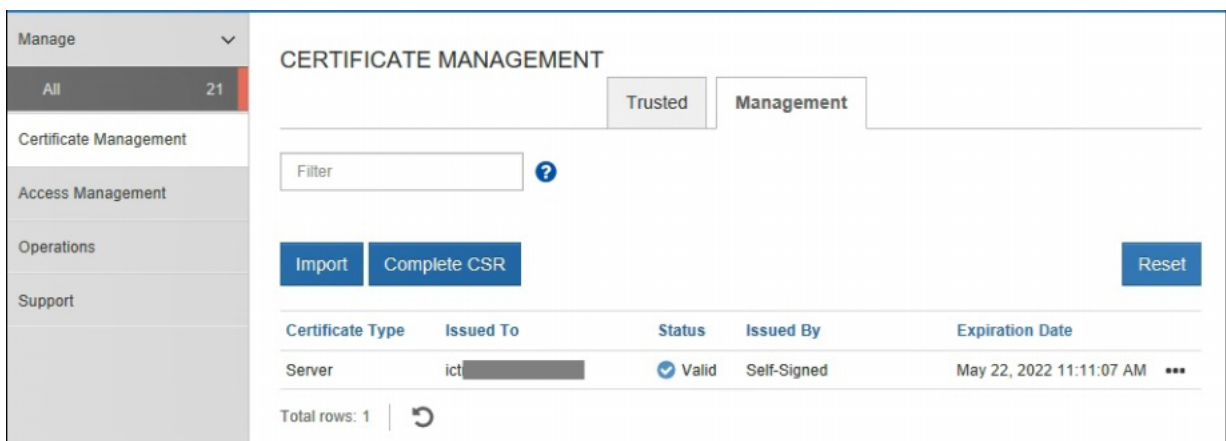 Manage
All 21
Certificate Management
Access Management
Operations
Support
CERTIFICATE MANAGEMENT
Trusted Management
Filter ?
Import Complete CSR Reset
Certificate Type Issued To Status Issued By Expiration Date
Server ict Valid Self-Signed May 22, 2022 11:11:07 AM •••
Total rows: 1